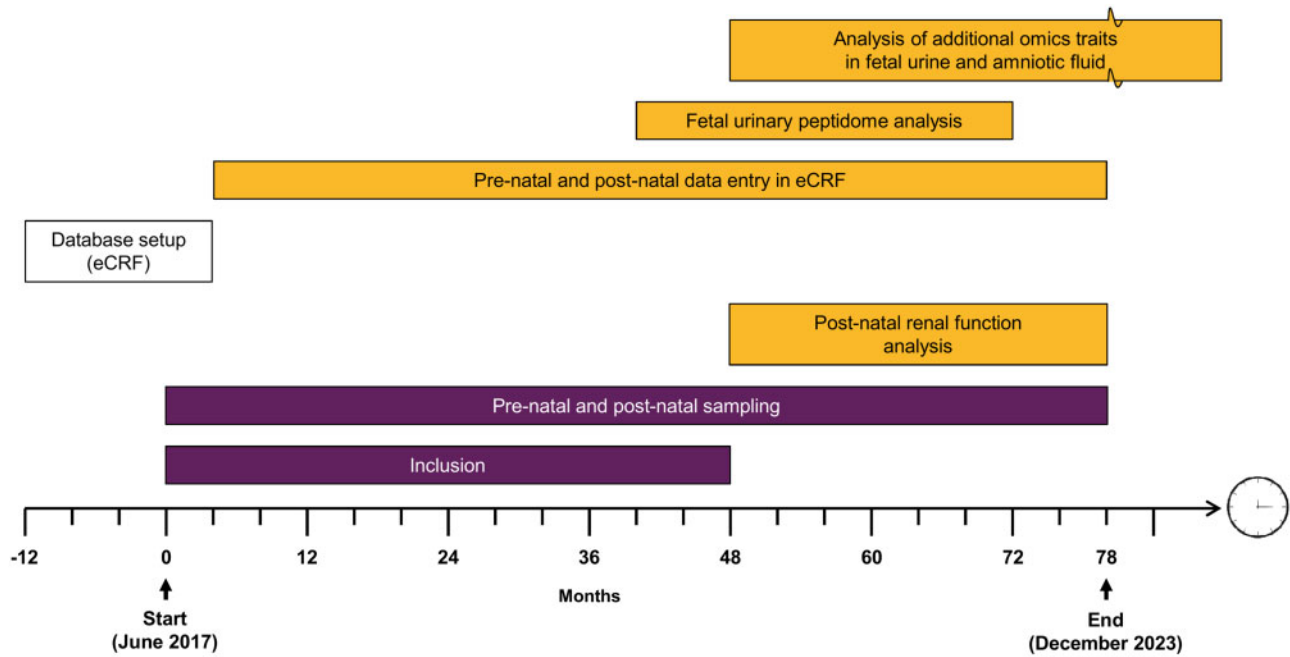 Analysis of additional omics traits
in fetal urine and amniotic fluid
Fetal urinary peptidome analysis
Pre-natal and post-natal data entry in eCRF
Database setup
(eCRF)
Post-natal renal function
analysis
Pre-natal and post-natal sampling
Inclusion
-12 0 12 24 36 48 60 72 78
Months
Start
(June 2017)
End
(December 2023)